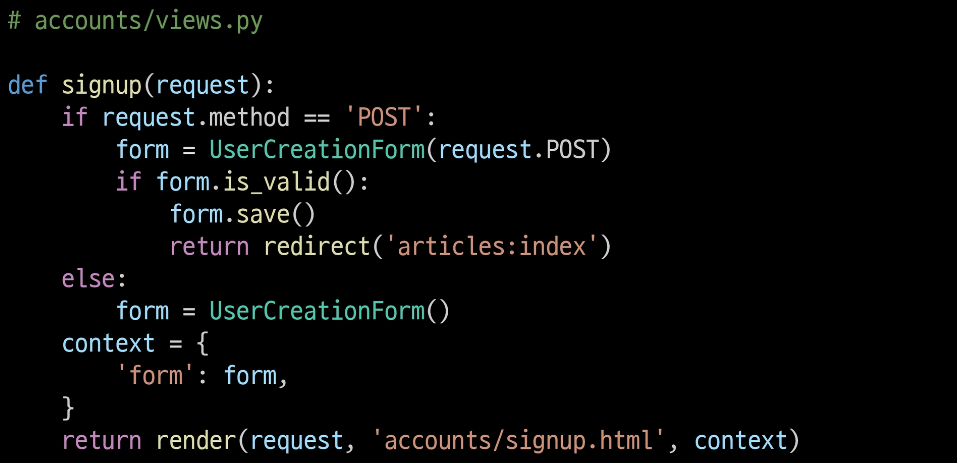 # accounts/views.py

def signup(request):
    if request.method == 'POST':
        form = UserCreationForm(request.POST)
        if form.is_valid():
            form.save()
            return redirect('articles:index')
    else:
        form = UserCreationForm()
    context = {
        'form': form,
    }
    return render(request, 'accounts/signup.html', context)